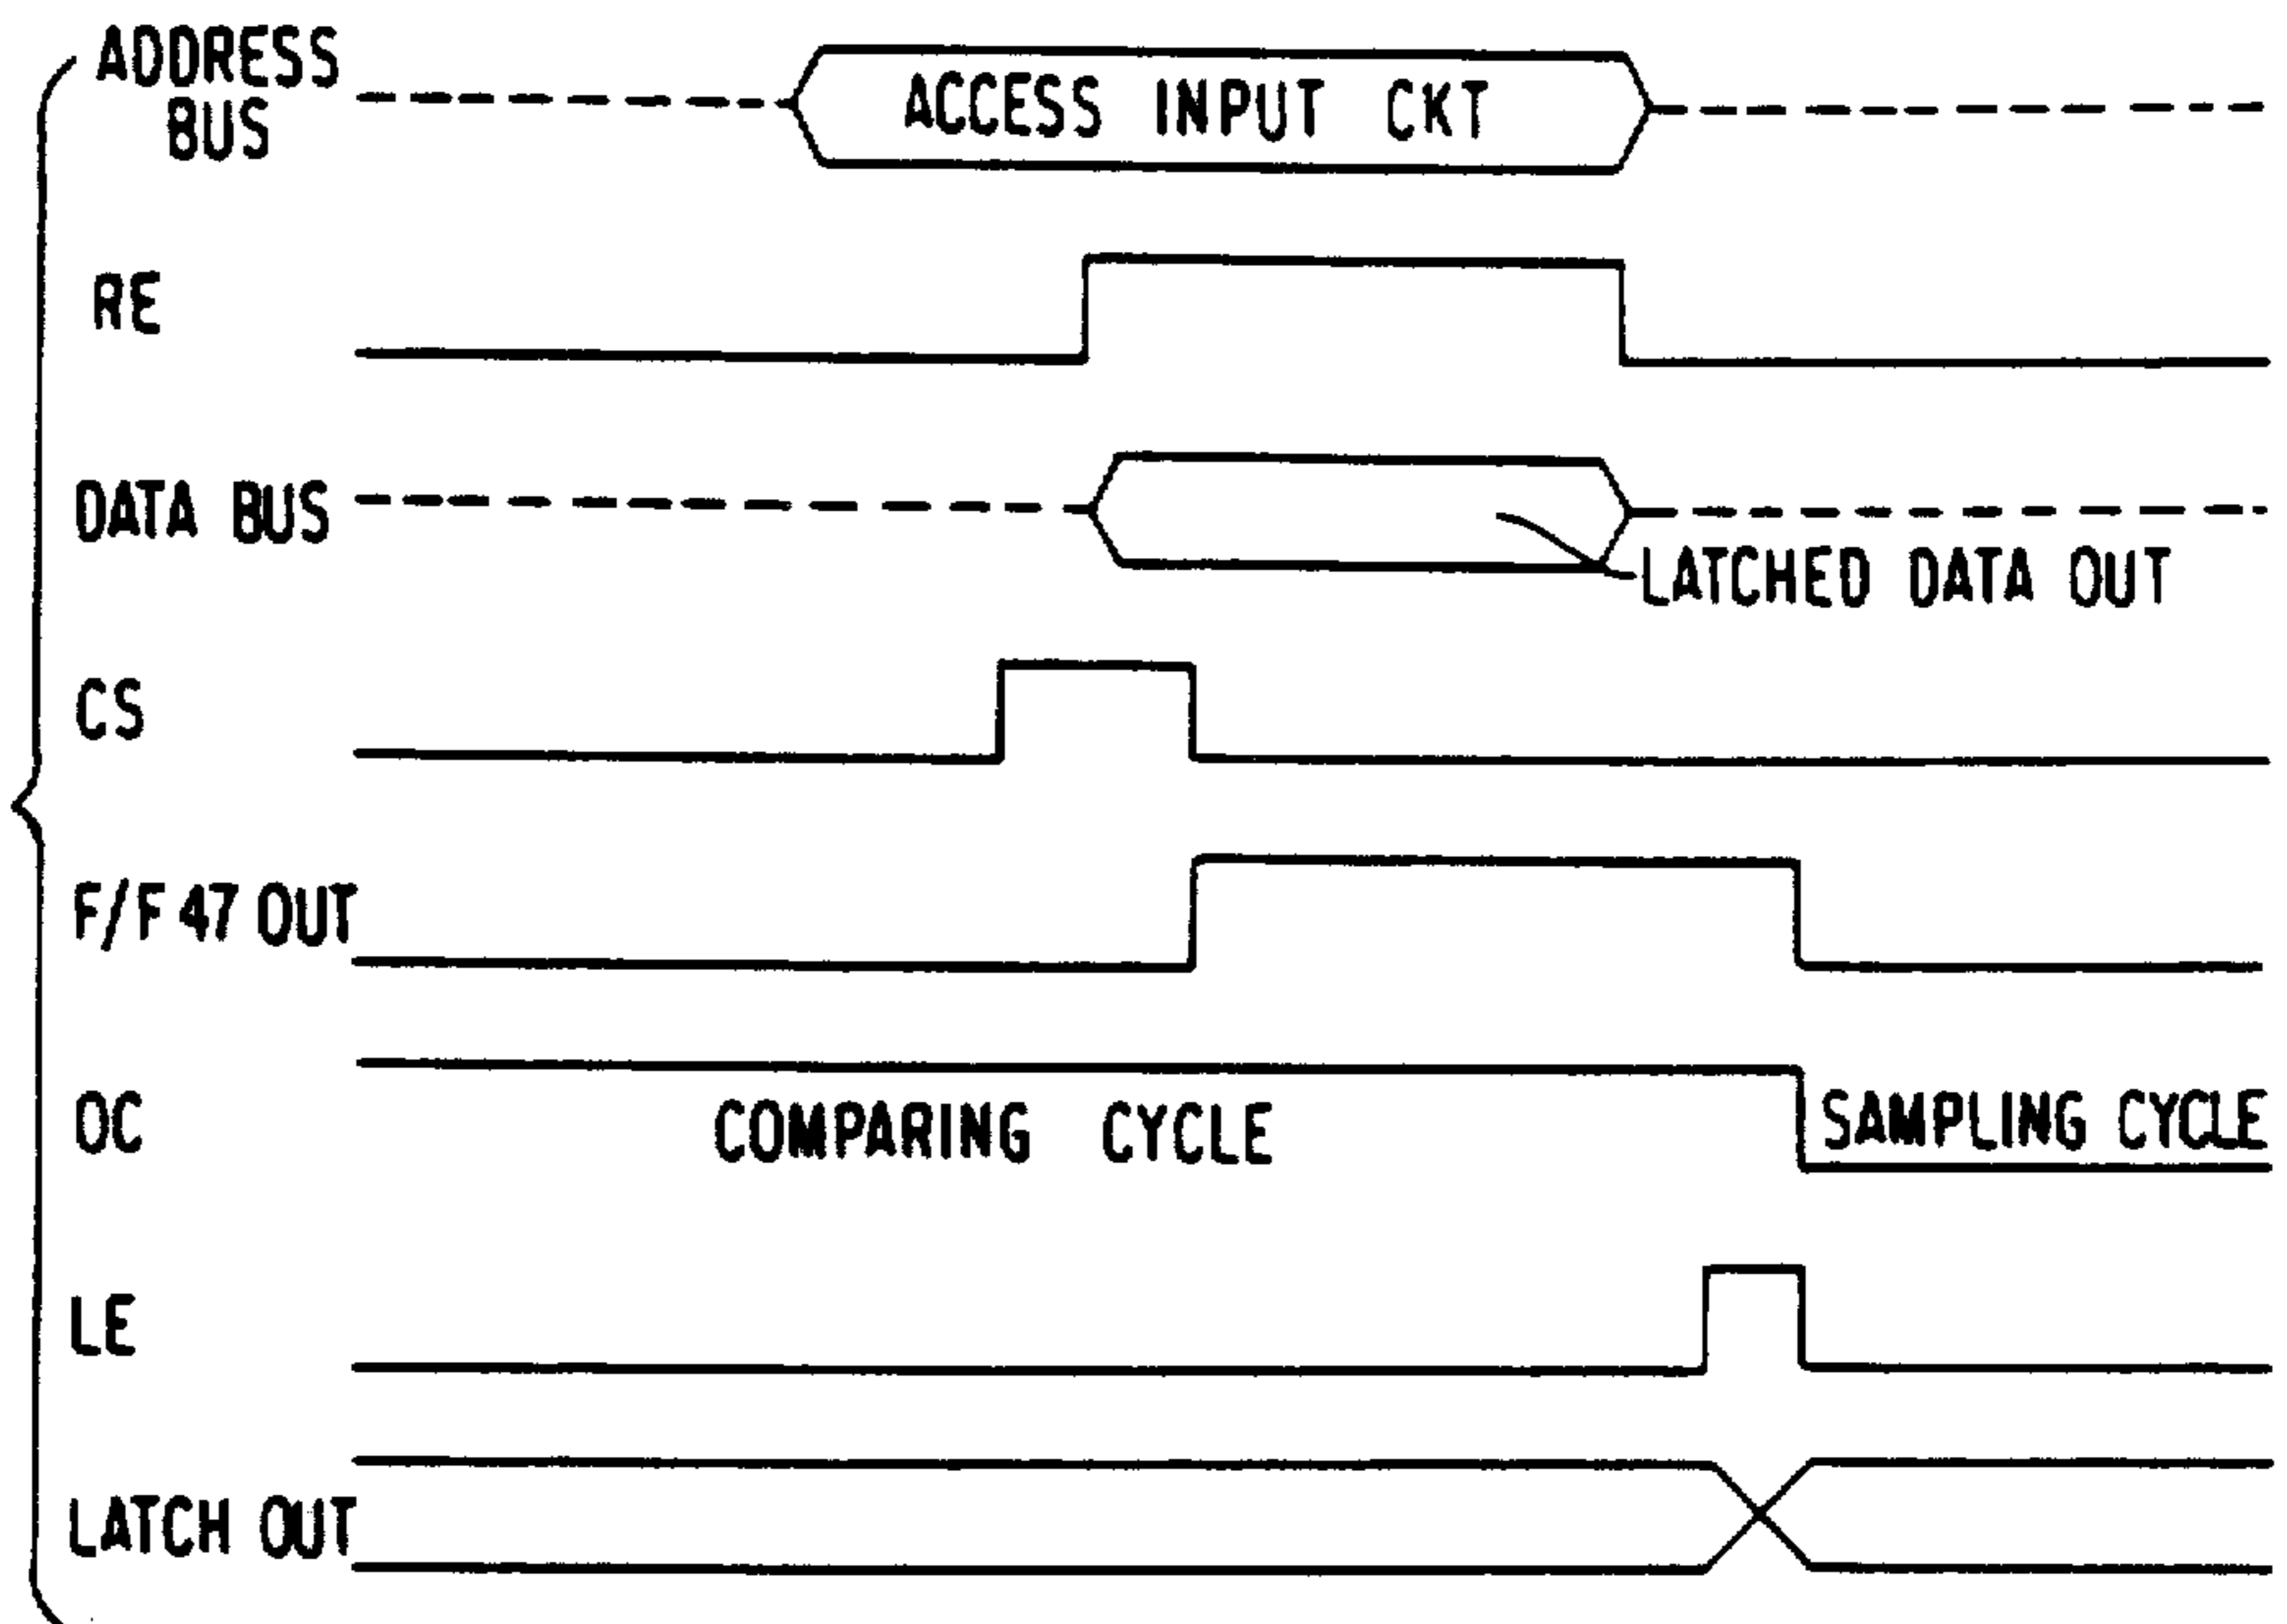 ADDRESS
BUS
ACCESS INPUT CKT
RE
DATA BUS
LATCHED DATA OUT
CS
F/F 47 OUT
OC
COMPARING CYCLE
SAMPLING CYCLE
LE
LATCH OUT